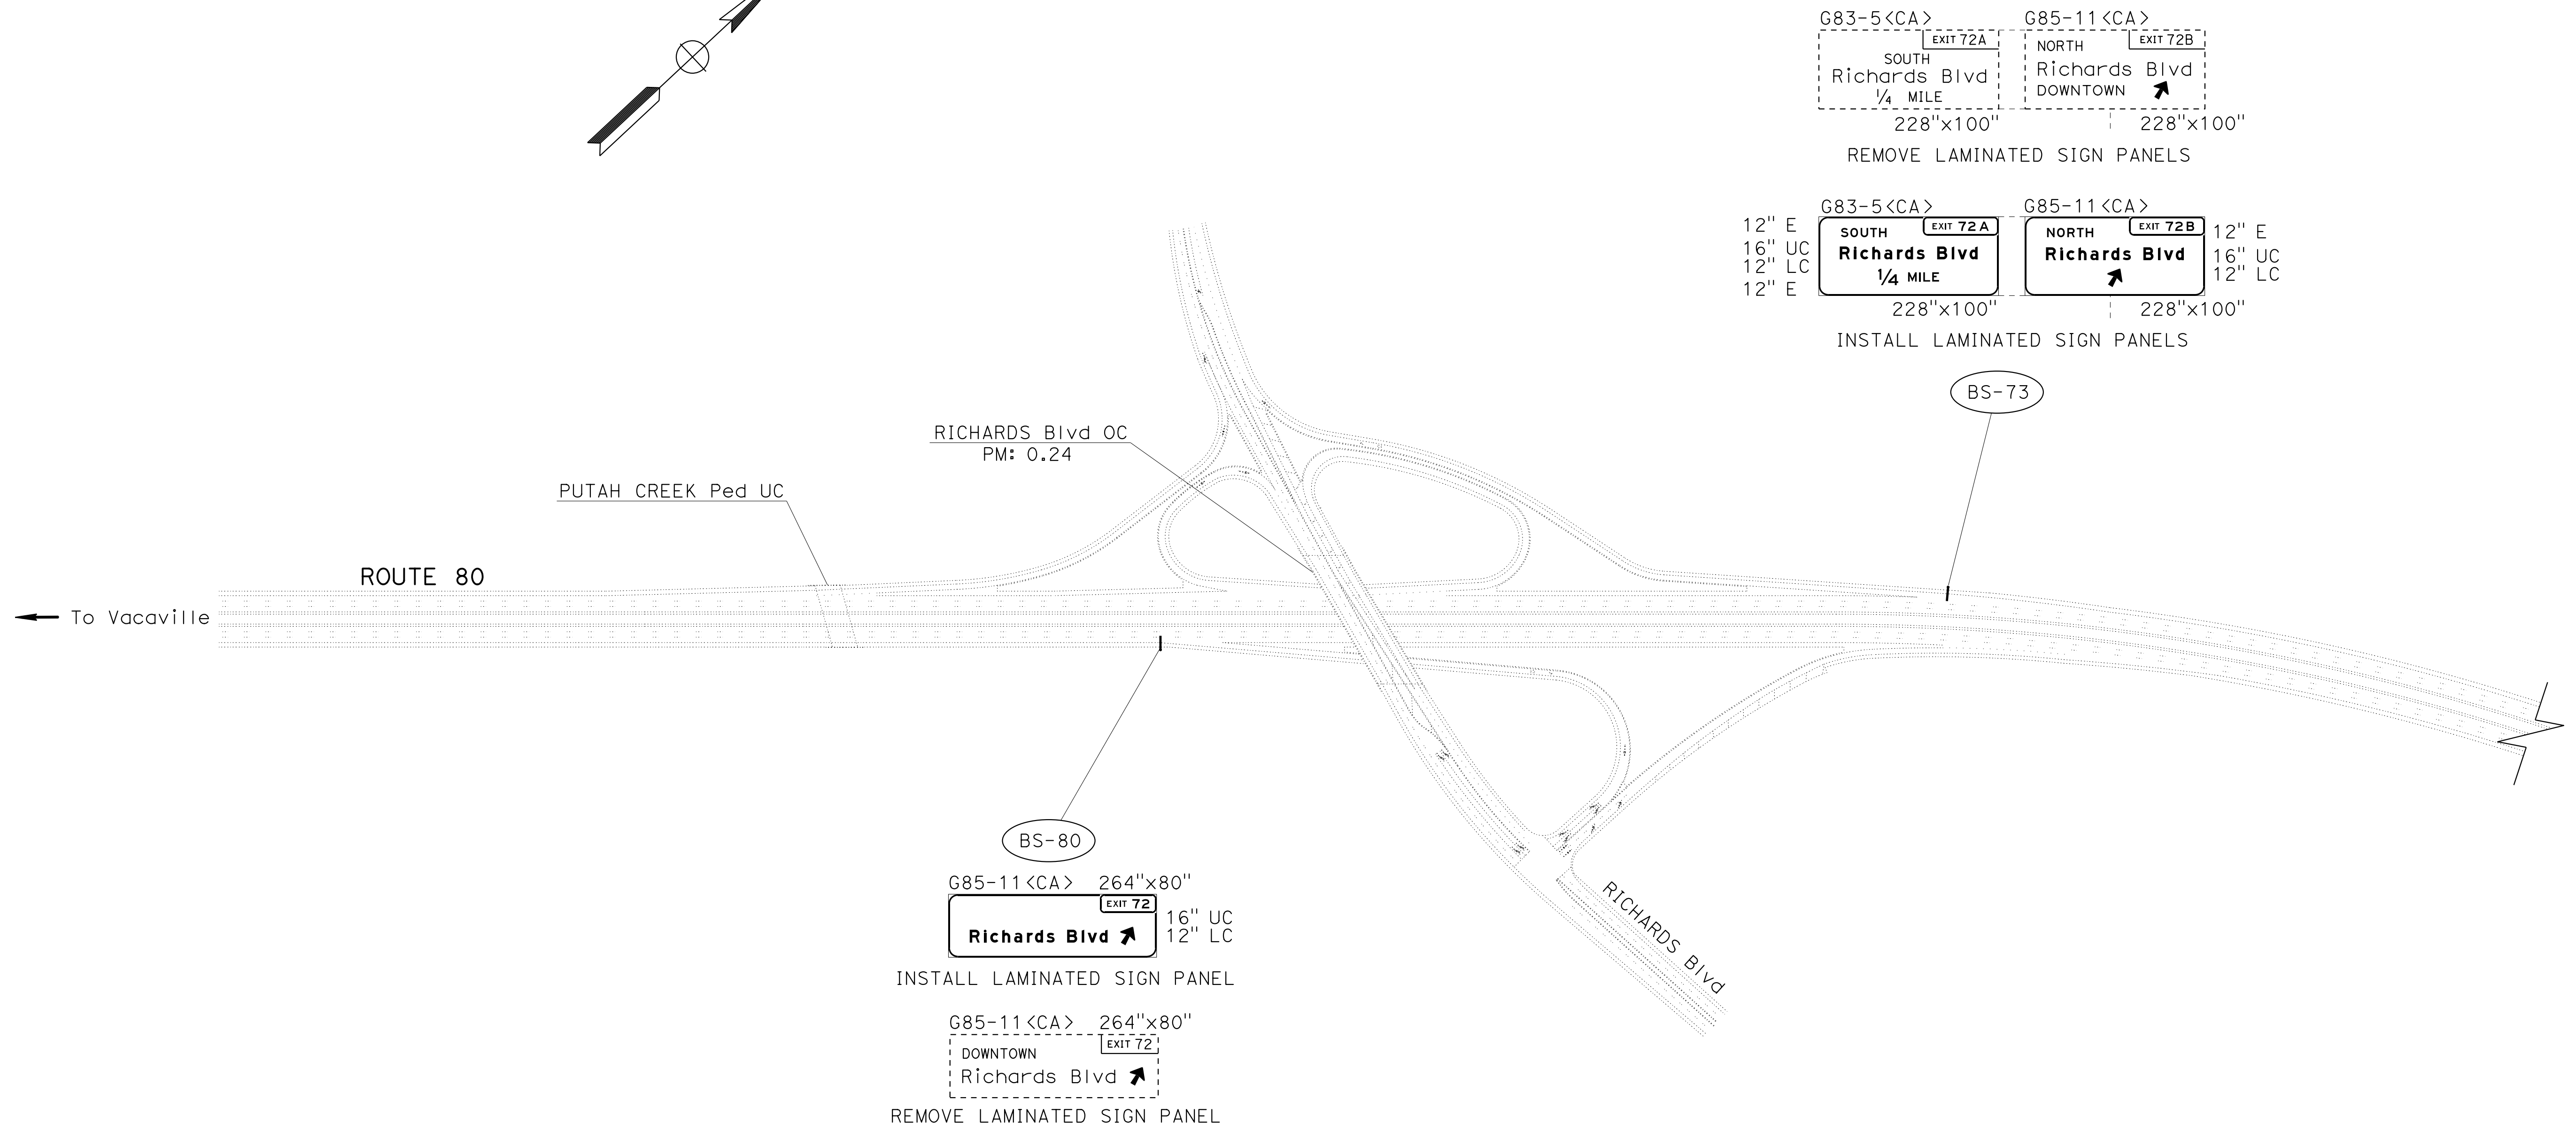 G83-5<CA>
G85-11<CA>
EXIT 72A
SOUTH
Richards Blvd
1/4 MILE
EXIT 72B
NORTH
Richards Blvd
DOWNTOWN
228"x100"
228"x100"
REMOVE LAMINATED SIGN PANELS
G83-5<CA>
G85-11<CA>
12" E
16" UC
12" LC
12" E
EXIT 72A
SOUTH
Richards Blvd
1/4 MILE
EXIT 72B
NORTH
Richards Blvd
12" E
16" UC
12" LC
228"x100"
228"x100"
INSTALL LAMINATED SIGN PANELS
BS-73
RICHARDS Blvd OC
PM: 0.24
PUTAH CREEK Ped UC
ROUTE 80
To Vacaville
BS-80
G85-11<CA> 264"x80"
EXIT 72
Richards Blvd
16" UC
12" LC
INSTALL LAMINATED SIGN PANEL
G85-11<CA> 264"x80"
EXIT 72
DOWNTOWN
Richards Blvd
REMOVE LAMINATED SIGN PANEL
RICHARDS Blvd